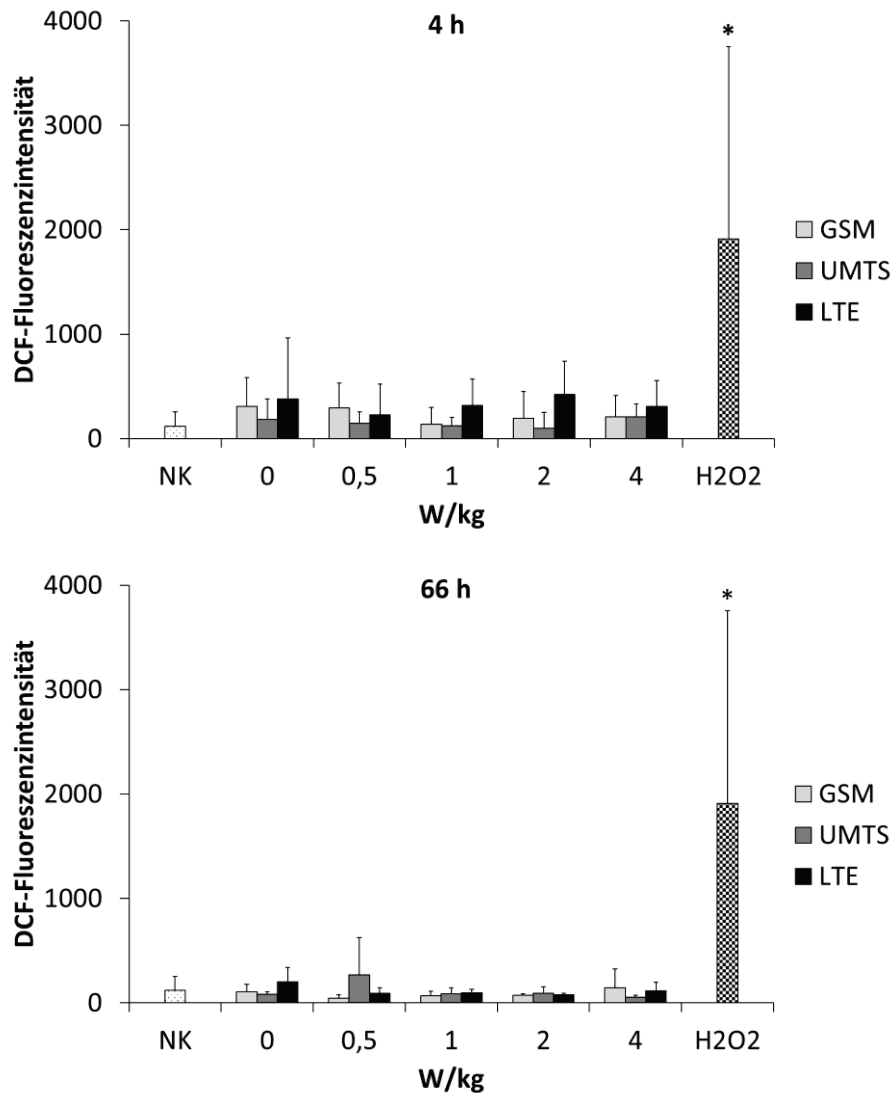 4 h
*
DCF-Fluoreszenzintensität
4000
3000
2000
1000
0
NK 0 0,5 1 2 4 H2O2
W/kg
GSM
UMTS
LTE
66 h
*
DCF-Fluoreszenzintensität
4000
3000
2000
1000
0
NK 0 0,5 1 2 4 H2O2
W/kg
GSM
UMTS
LTE